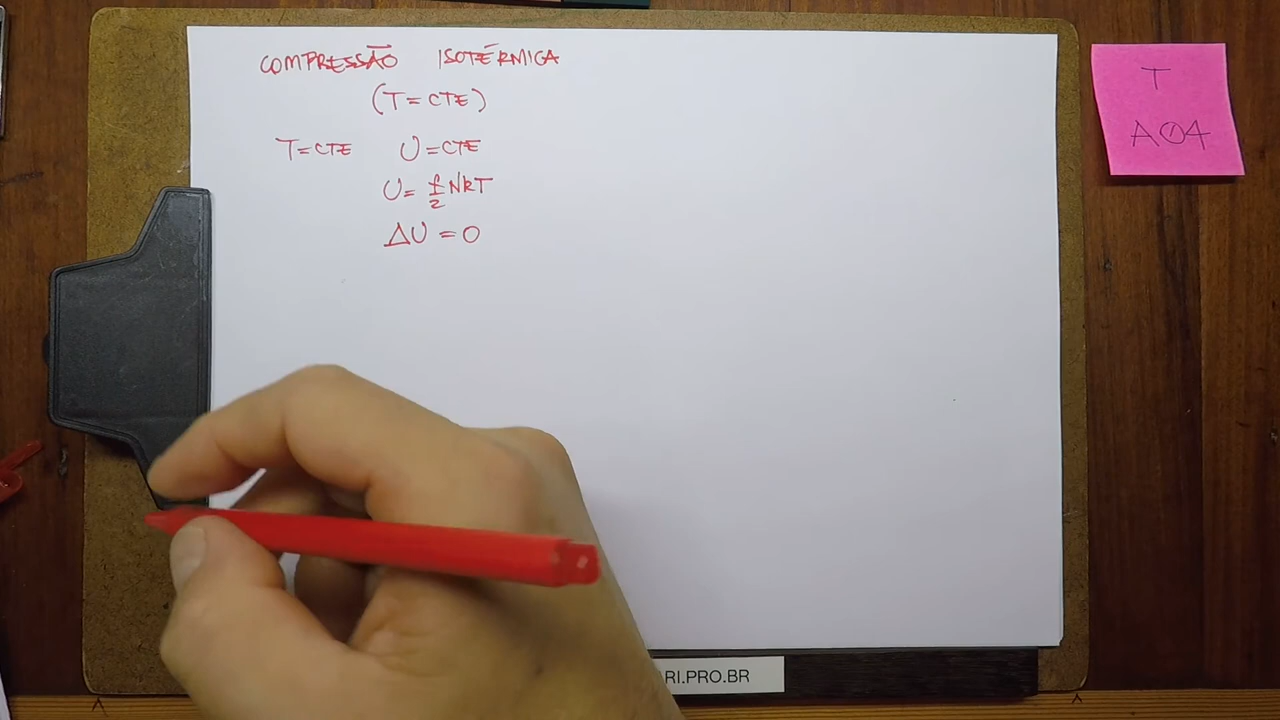 COMPRESSÃO ISOTÉRMICA
(T = CTE)
T = CTE U = CTE
U = f/2 NkT
ΔU = 0
T
A04
RI.PRO.BR